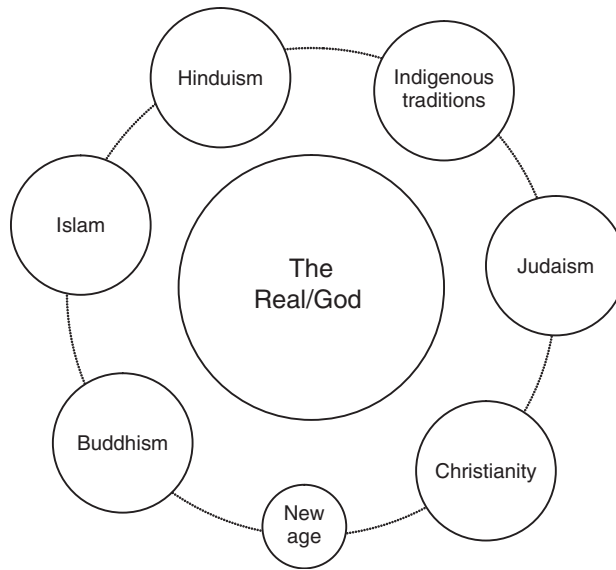 Hinduism
Indigenous
traditions
Islam
The
Real/God
Judaism
Buddhism
Christianity
New
age